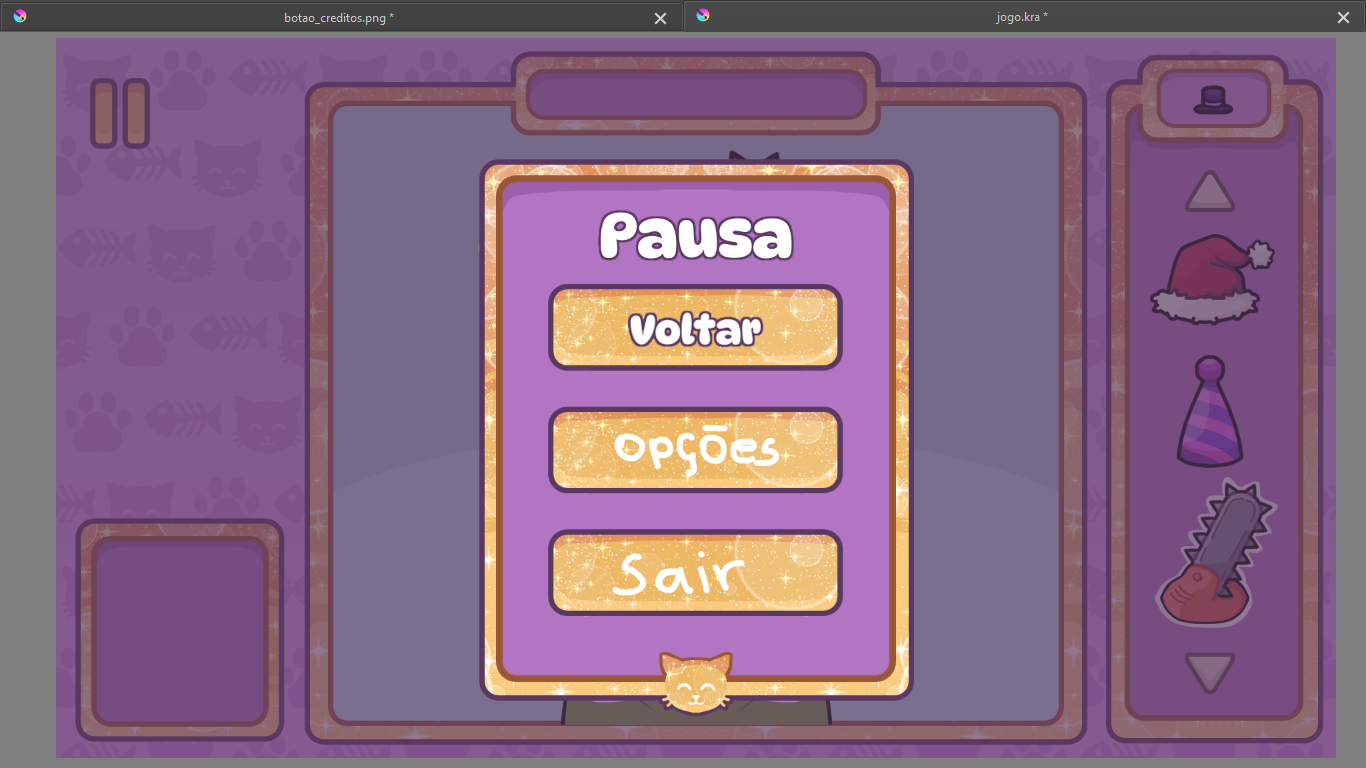 botao_creditos.png *
jogo.kra *
Pausa
Voltar
Opções
Sair